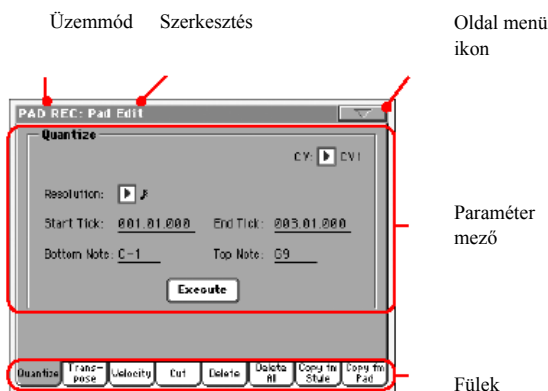 Üzemmód Szerkesztés Oldal menü
ikon
PAD REC: Pad Edit
Quantize
CV: CV1
Resolution:
Start Tick: 001.01.000 End Tick: 003.01.000
Bottom Note: C-1 Top Note: G9
Execute
Paraméter
mező
Quantize Trans-
pose Velocity Cut Delete Delete
All Copy fm
Style Copy fm
Pad
Fülek